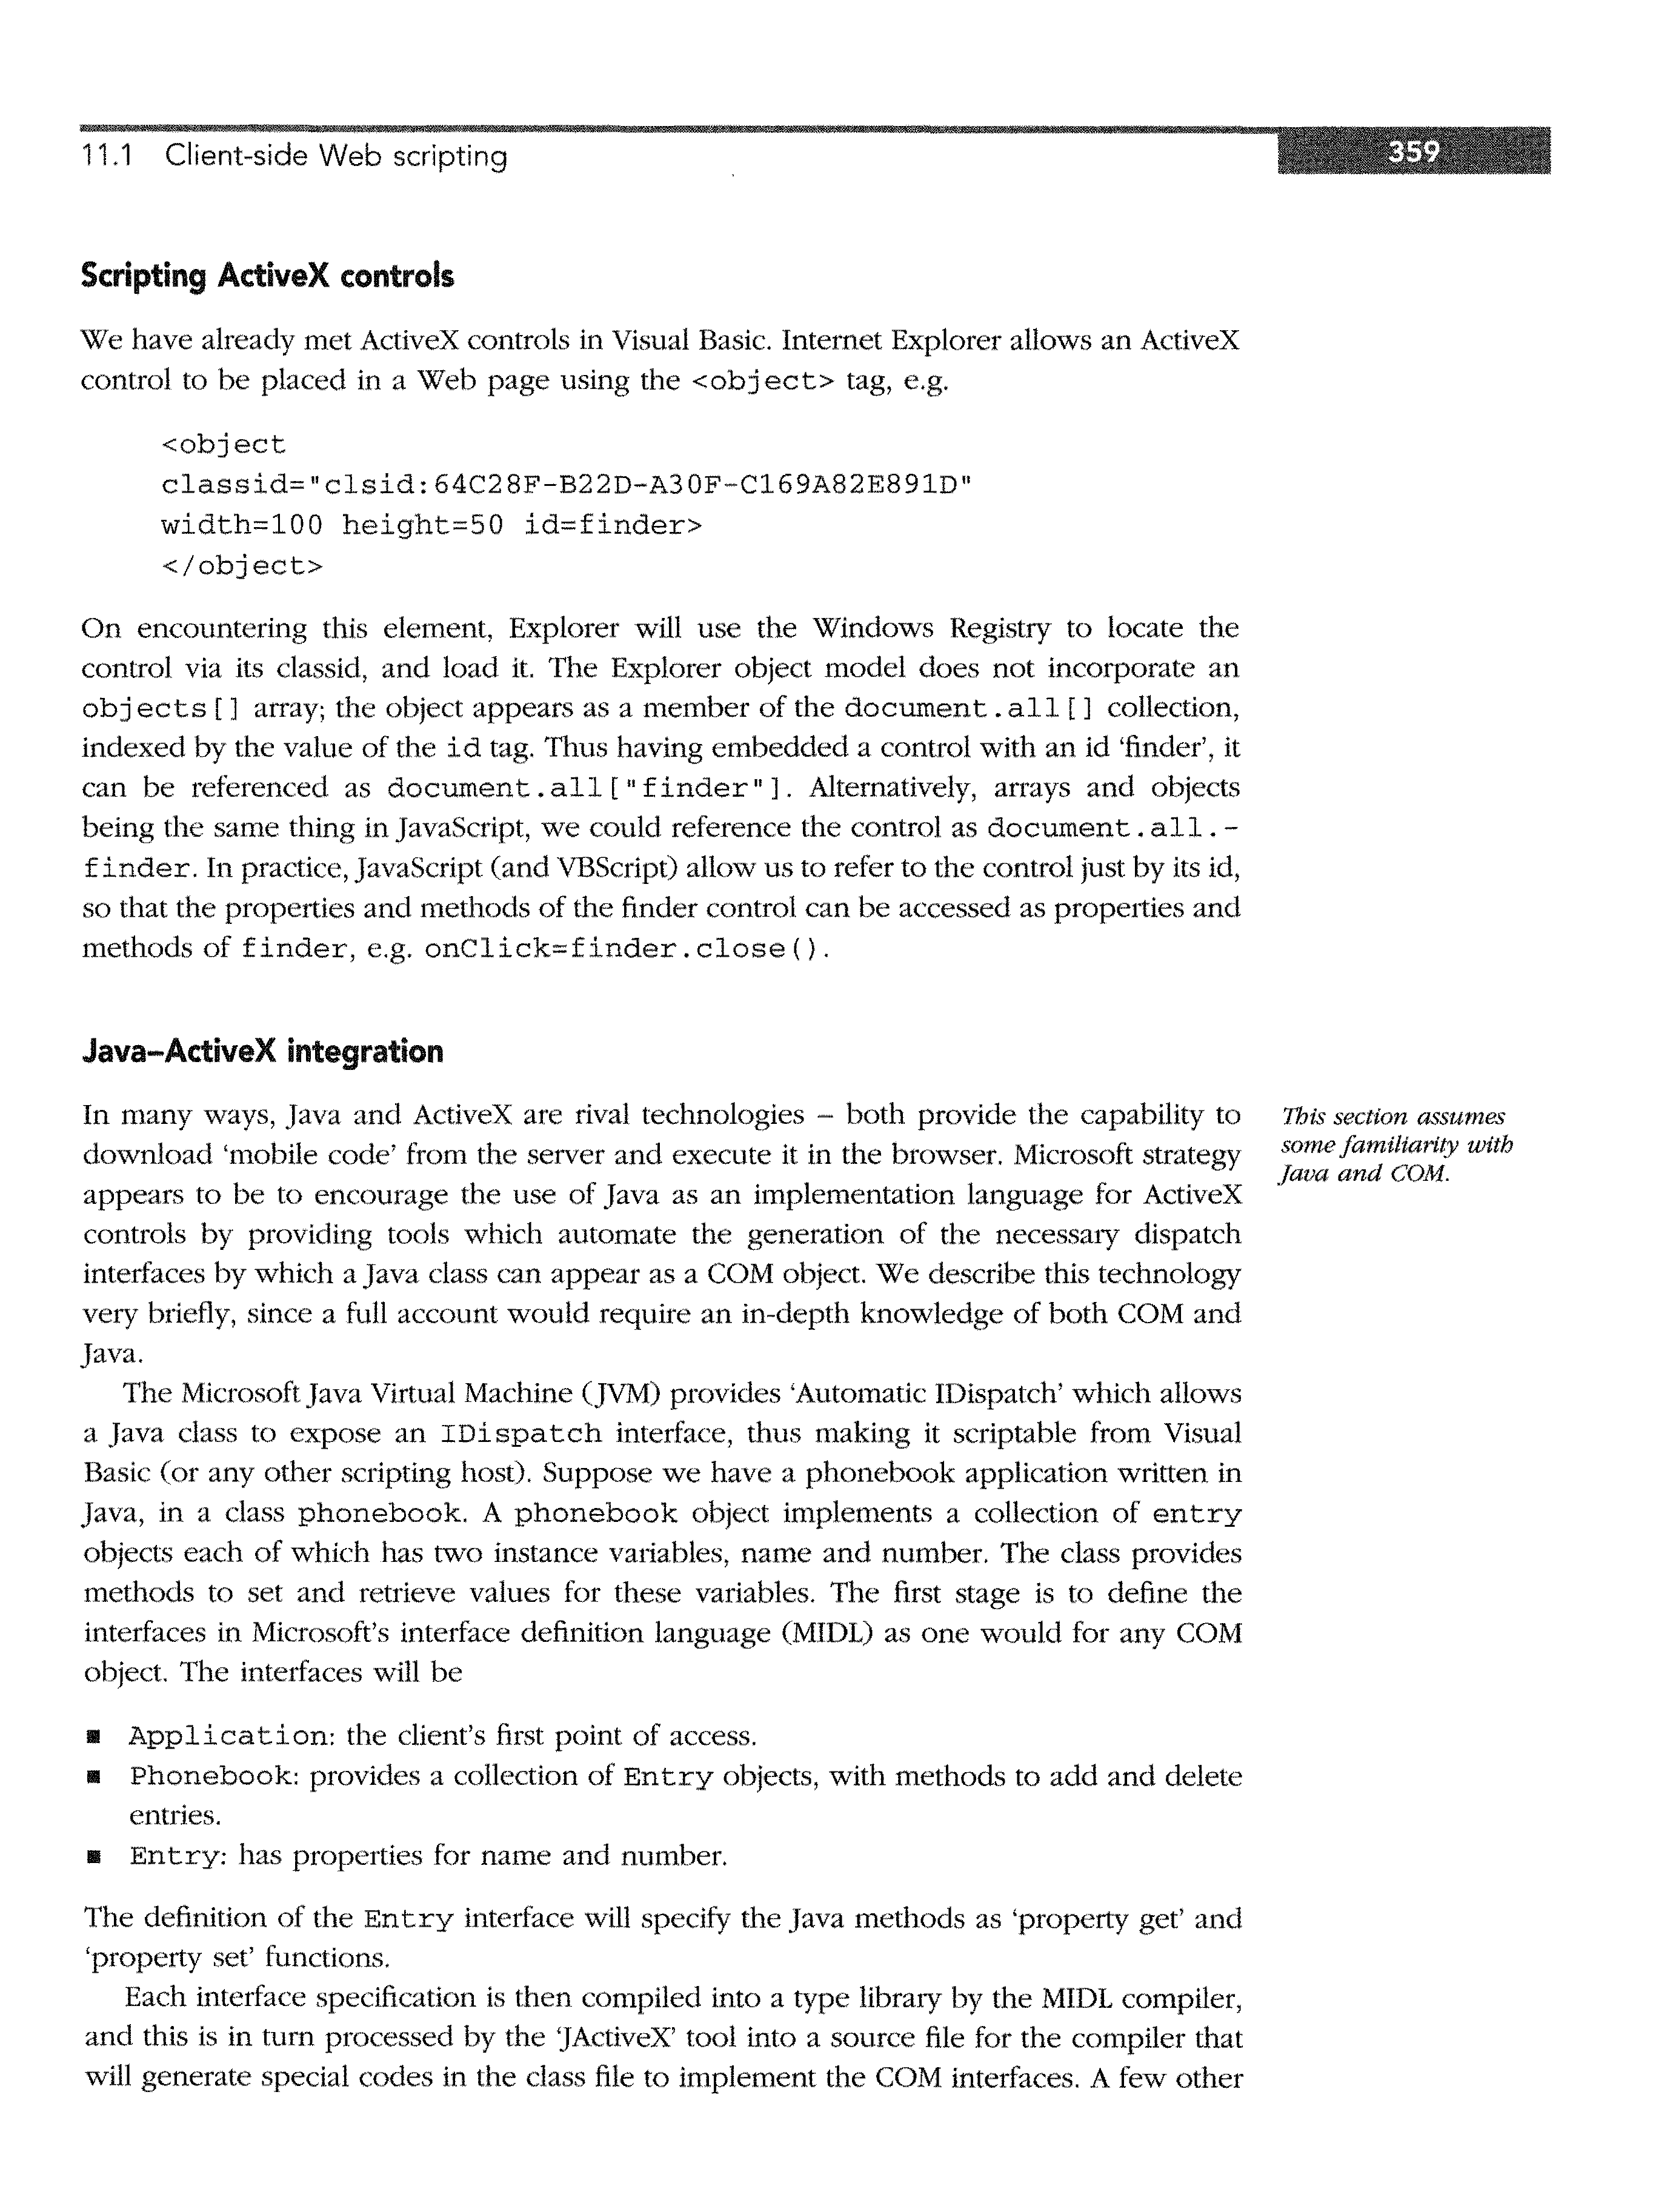 11.1 Client-side Web scripting
359
Scripting ActiveX controls
We have already met ActiveX controls in Visual Basic. Internet Explorer allows an ActiveX
control to be placed in a Web page using the <object> tag, e.g.
<object
classid="clsid:64C28F-B22D-A30F-C169A82E891D"
width=100 height=50 id=finder>
</object>
On encountering this element, Explorer will use the Windows Registry to locate the
control via its classid, and load it. The Explorer object model does not incorporate an
objects[] array; the object appears as a member of the document.all[] collection,
indexed by the value of the id tag. Thus having embedded a control with an id ‘finder’, it
can be referenced as document.all["finder"]. Alternatively, arrays and objects
being the same thing in JavaScript, we could reference the control as document.all.-
finder. In practice, JavaScript (and VBScript) allow us to refer to the control just by its id,
so that the properties and methods of the finder control can be accessed as properties and
methods of finder, e.g. onClick=finder.close().
Java–ActiveX integration
In many ways, Java and ActiveX are rival technologies – both provide the capability to
download ‘mobile code’ from the server and execute it in the browser. Microsoft strategy
appears to be to encourage the use of Java as an implementation language for ActiveX
controls by providing tools which automate the generation of the necessary dispatch
interfaces by which a Java class can appear as a COM object. We describe this technology
very briefly, since a full account would require an in-depth knowledge of both COM and
Java.
This section assumes
some familiarity with
Java and COM.
The Microsoft Java Virtual Machine (JVM) provides ‘Automatic IDispatch’ which allows
a Java class to expose an IDispatch interface, thus making it scriptable from Visual
Basic (or any other scripting host). Suppose we have a phonebook application written in
Java, in a class phonebook. A phonebook object implements a collection of entry
objects each of which has two instance variables, name and number. The class provides
methods to set and retrieve values for these variables. The first stage is to define the
interfaces in Microsoft’s interface definition language (MIDL) as one would for any COM
object. The interfaces will be
■ Application: the client’s first point of access.
■ Phonebook: provides a collection of Entry objects, with methods to add and delete
entries.
■ Entry: has properties for name and number.
The definition of the Entry interface will specify the Java methods as ‘property get’ and
‘property set’ functions.
Each interface specification is then compiled into a type library by the MIDL compiler,
and this is in turn processed by the ‘JActiveX’ tool into a source file for the compiler that
will generate special codes in the class file to implement the COM interfaces. A few other